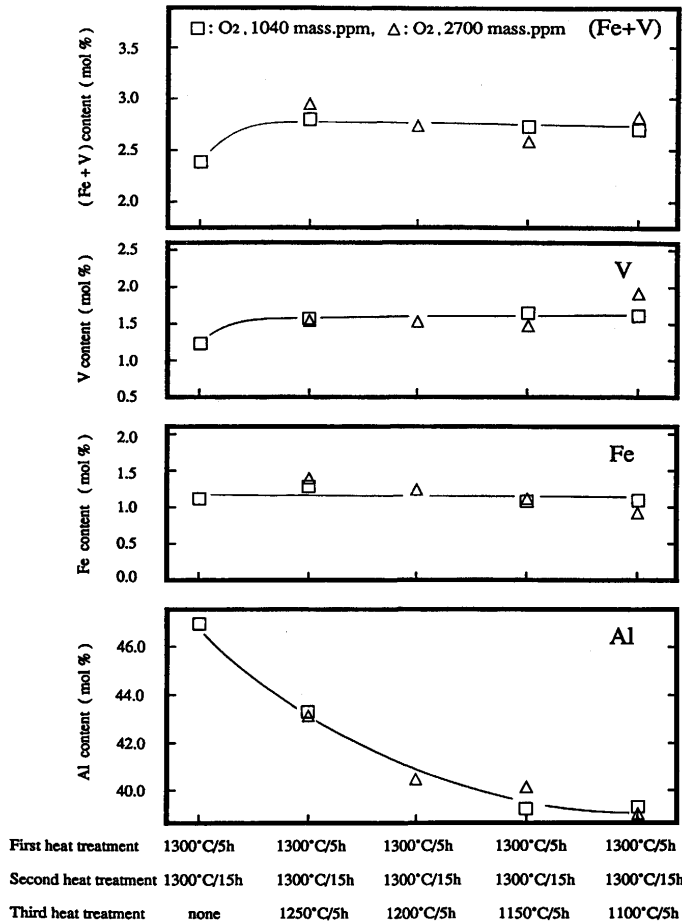 □ : O2 , 1040 mass.ppm, △ : O2, 2700 mass.ppm (Fe+V)
( Fe + V ) content ( mol % )
3.5
3.0
2.5
2.0
V
V content ( mol % )
2.5
2.0
1.5
1.0
0.5
Fe
Fe content ( mol % )
2.0
1.5
1.0
0.5
0.0
Al
Al content ( mol % )
46.0
44.0
42.0
40.0
First heat treatment 1300°C/5h 1300°C/5h 1300°C/5h 1300°C/5h 1300°C/5h
Second heat treatment 1300°C/15h 1300°C/15h 1300°C/15h 1300°C/15h 1300°C/15h
Third heat treatment none 1250°C/5h 1200°C/5h 1150°C/5h 1100°C/5h